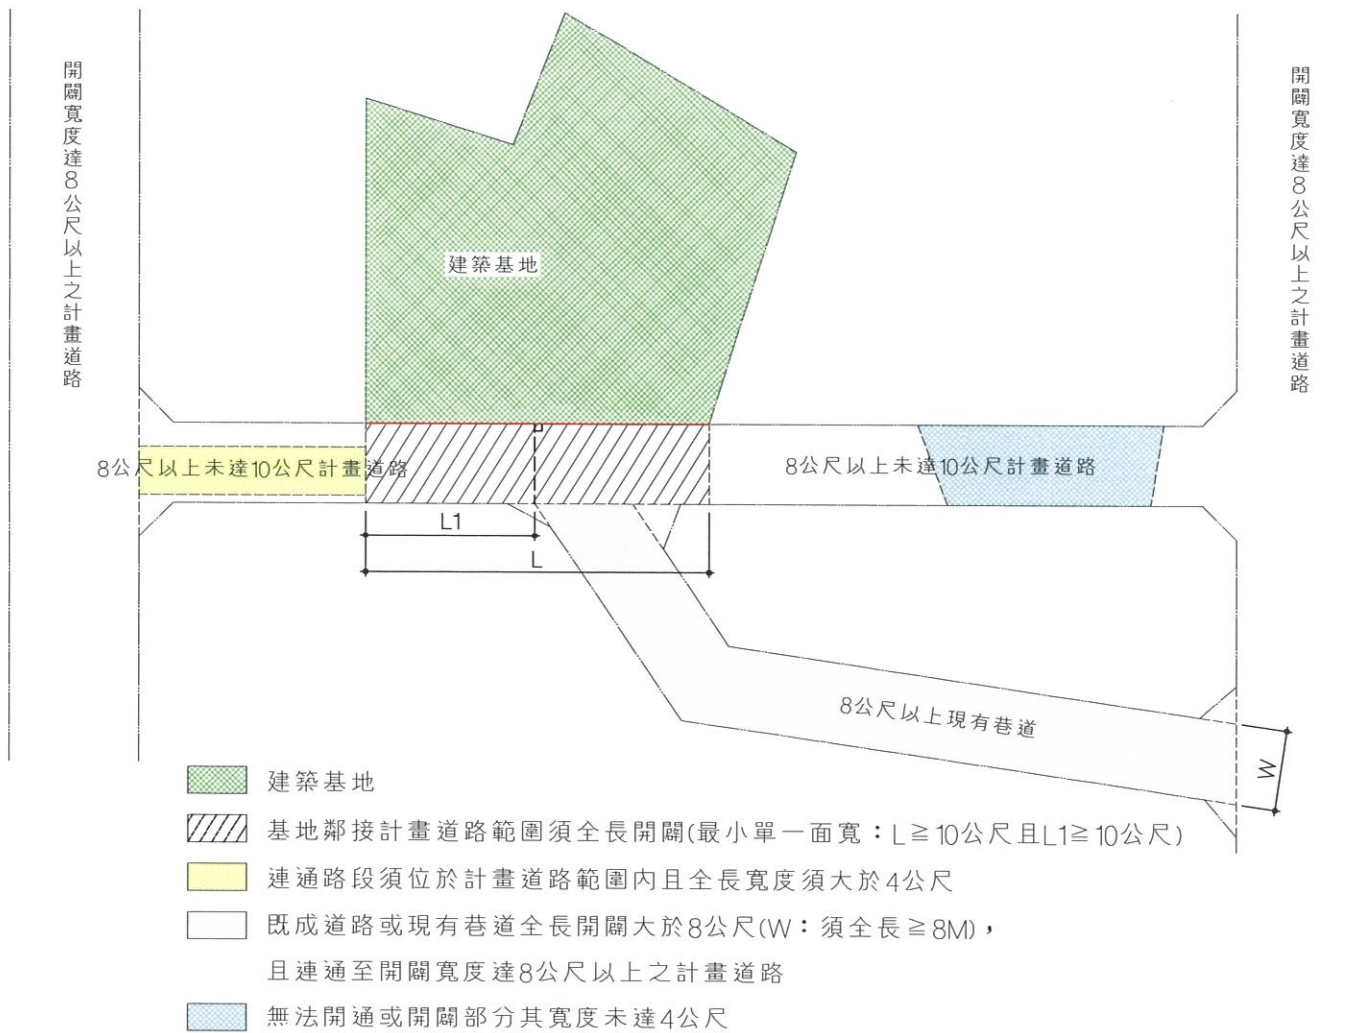 開闢寬度達8公尺以上之計畫道路
開闢寬度達8公尺以上之計畫道路
建築基地
8公尺以上未達10公尺計畫道路
8公尺以上未達10公尺計畫道路
L1
L
8公尺以上現有巷道
W
建築基地
基地鄰接計畫道路範圍須全長開闢(最小單一面寬：L≧10公尺且L1≧10公尺)
連通路段須位於計畫道路範圍內且全長寬度須大於4公尺
既成道路或現有巷道全長開闢大於8公尺(W：須全長≧8M)，
且連通至開闢寬度達8公尺以上之計畫道路
無法開通或開闢部分其寬度未達4公尺